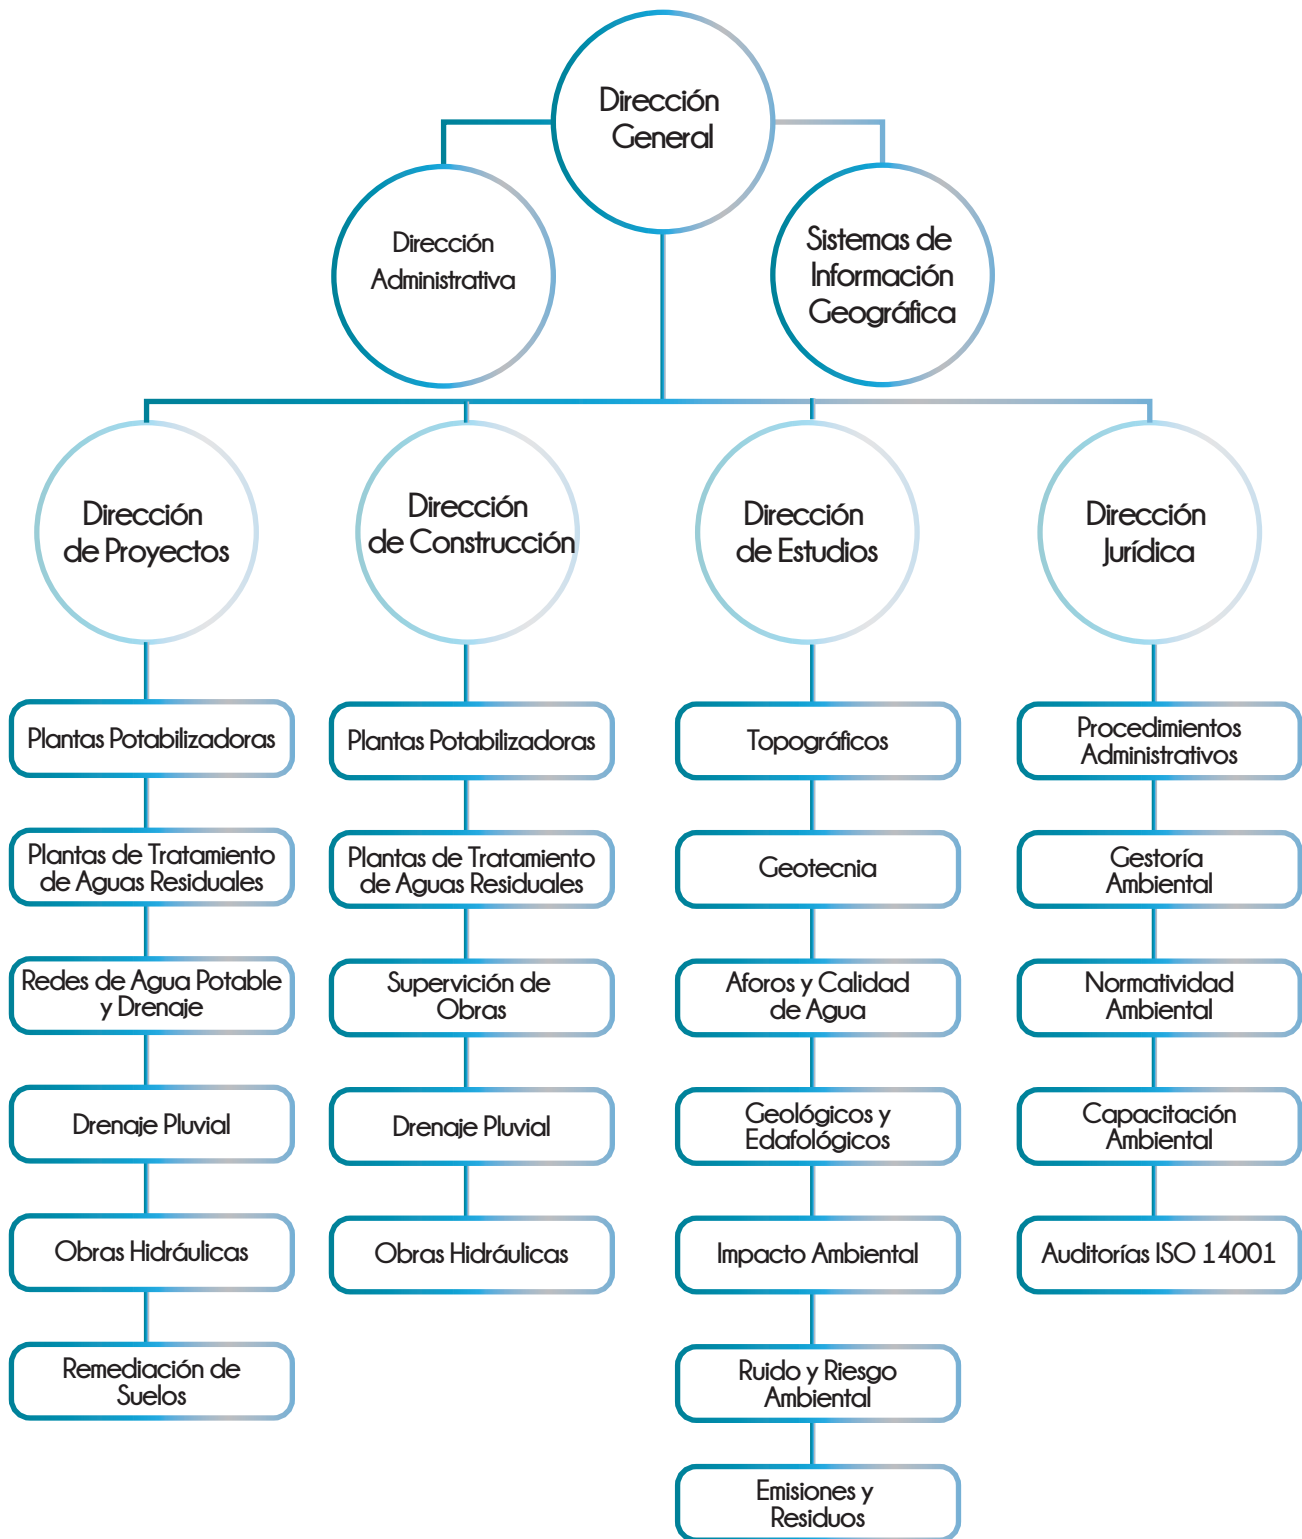 Dirección
General
Dirección
Administrativa
Sistemas de
Información
Geográfica
Dirección
de Proyectos
Dirección
de Construcción
Dirección
de Estudios
Dirección
Jurídica
Plantas Potabilizadoras
Plantas de Tratamiento
de Aguas Residuales
Redes de Agua Potable
y Drenaje
Drenaje Pluvial
Obras Hidráulicas
Remediación de
Suelos
Plantas Potabilizadoras
Plantas de Tratamiento
de Aguas Residuales
Supervición de
Obras
Drenaje Pluvial
Obras Hidráulicas
Topográficos
Geotecnia
Aforos y Calidad
de Agua
Geológicos y
Edafológicos
Impacto Ambiental
Ruido y Riesgo
Ambiental
Emisiones y
Residuos
Procedimientos
Administrativos
Gestoría
Ambiental
Normatividad
Ambiental
Capacitación
Ambiental
Auditorías ISO 14001